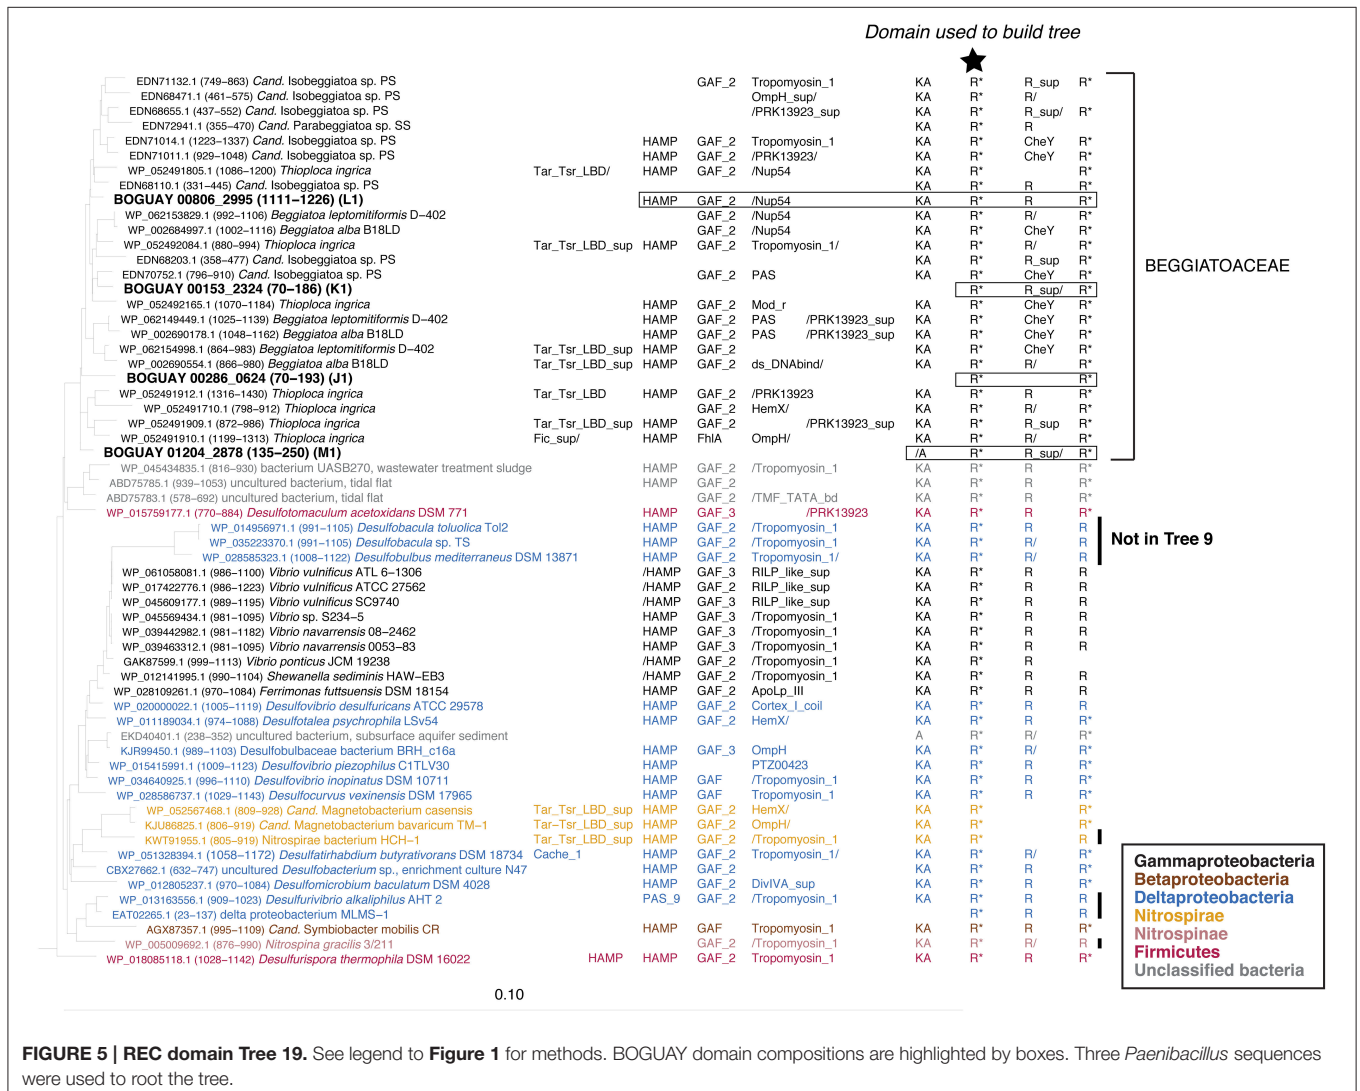 Domain used to build tree
EDN71132.1 (749–863) Cand. Isobeggiatoa sp. PS GAF_2 Tropomyosin_1 KA R* R_sup R*
EDN68471.1 (461–575) Cand. Isobeggiatoa sp. PS OmpH_sup/ KA R* R/
EDN68655.1 (437–552) Cand. Isobeggiatoa sp. PS /PRK13923_sup KA R* R_sup/ R*
EDN72941.1 (355–470) Cand. Parabeggiatoa sp. SS KA R* R
EDN71014.1 (1223–1337) Cand. Isobeggiatoa sp. PS HAMP GAF_2 Tropomyosin_1 KA R* CheY R*
EDN71011.1 (929–1048) Cand. Isobeggiatoa sp. PS HAMP GAF_2 /PRK13923/ KA R* CheY R*
WP_052491805.1 (1086–1200) Thioploca ingrica Tar_Tsr_LBD/ HAMP GAF_2 /Nup54 KA R* R/ R*
EDN68110.1 (331–445) Cand. Isobeggiatoa sp. PS KA R* R R*
BOGUAY 00806_2995 (1111–1226) (L1) HAMP GAF_2 /Nup54 KA R* R R*
WP_062153829.1 (992–1106) Beggiatoa leptomitiformis D–402 GAF_2 /Nup54 KA R* R/ R*
WP_002684997.1 (1002–1116) Beggiatoa alba B18LD GAF_2 /Nup54 KA R* CheY R*
WP_052492084.1 (880–994) Thioploca ingrica Tar_Tsr_LBD_sup HAMP GAF_2 Tropomyosin_1/ KA R* R/ R*
EDN68203.1 (358–477) Cand. Isobeggiatoa sp. PS KA R* R_sup R*
EDN70752.1 (796–910) Cand. Isobeggiatoa sp. PS GAF_2 PAS KA R* CheY R*
BEGGIATOACEAE
BOGUAY 00153_2324 (70–186) (K1) R* R_sup/ R*
WP_052492165.1 (1070–1184) Thioploca ingrica HAMP GAF_2 Mod_r KA R* CheY R*
WP_062149449.1 (1025–1139) Beggiatoa leptomitiformis D–402 HAMP GAF_2 PAS /PRK13923_sup KA R* CheY R*
WP_002690178.1 (1048–1162) Beggiatoa alba B18LD HAMP GAF_2 PAS /PRK13923_sup KA R* CheY R*
WP_062154998.1 (864–983) Beggiatoa leptomitiformis D–402 Tar_Tsr_LBD_sup HAMP GAF_2 KA R* CheY R*
WP_002690554.1 (866–980) Beggiatoa alba B18LD Tar_Tsr_LBD_sup HAMP GAF_2 ds_DNAbind/ KA R* R/ R*
BOGUAY 00286_0624 (70–193) (J1) R* R*
WP_052491912.1 (1316–1430) Thioploca ingrica Tar_Tsr_LBD HAMP GAF_2 /PRK13923 KA R* R R*
WP_052491710.1 (798–912) Thioploca ingrica GAF_2 HemX/ KA R* R/ R*
WP_052491909.1 (872–986) Thioploca ingrica Tar_Tsr_LBD_sup HAMP GAF_2 /PRK13923_sup KA R* R_sup R*
WP_052491910.1 (1199–1313) Thioploca ingrica Fic_sup/ HAMP FhlA OmpH/ KA R* R/ R*
BOGUAY 01204_2878 (135–250) (M1) /A R* R_sup/ R*
WP_045434835.1 (816–930) bacterium UASB270, wastewater treatment sludge HAMP GAF_2 /Tropomyosin_1 KA R* R R*
ABD75785.1 (939–1053) uncultured bacterium, tidal flat HAMP GAF_2 KA R* R/ R*
ABD75783.1 (578–692) uncultured bacterium, tidal flat GAF_2 /TMF_TATA_bd KA R* R/ R*
WP_015759177.1 (770–884) Desulfotomaculum acetoxidans DSM 771 HAMP GAF_3 /PRK13923 KA R* R R*
WP_014956971.1 (991–1105) Desulfobacula toluolica Tol2 HAMP GAF_2 /Tropomyosin_1 KA R* R R
WP_035223370.1 (991–1105) Desulfobacula sp. TS HAMP GAF_2 /Tropomyosin_1 KA R* R/ R
Not in Tree 9
WP_028585323.1 (1008–1122) Desulfobulbus mediterraneus DSM 13871 HAMP GAF_2 Tropomyosin_1/ KA R* R/ R
WP_061058081.1 (986–1100) Vibrio vulnificus ATL 6–1306 /HAMP GAF_3 RILP_like_sup KA R* R R
WP_017422776.1 (986–1223) Vibrio vulnificus ATCC 27562 /HAMP GAF_2 RILP_like_sup KA R* R R
WP_045609177.1 (989–1195) Vibrio vulnificus SC9740 /HAMP GAF_3 RILP_like_sup KA R* R R
WP_045569434.1 (981–1095) Vibrio sp. S234–5 HAMP GAF_3 /Tropomyosin_1 KA R* R R
WP_039442982.1 (981–1182) Vibrio navarrensis 08–2462 HAMP GAF_3 /Tropomyosin_1 KA R* R R
WP_039463312.1 (981–1095) Vibrio navarrensis 0053–83 HAMP GAF_3 /Tropomyosin_1 KA R* R R
GAK87599.1 (999–1113) Vibrio ponticus JCM 19238 /HAMP GAF_2 /Tropomyosin_1 KA R* R
WP_012141995.1 (990–1104) Shewanella sediminis HAW–EB3 /HAMP GAF_2 /Tropomyosin_1 KA R* R R
WP_028109261.1 (970–1084) Ferrimonas futtsuensis DSM 18154 HAMP GAF_2 ApoLp_III KA R* R R
WP_020000022.1 (1005–1119) Desulfovibrio desulfuricans ATCC 29578 HAMP GAF_2 Cortex_I_coil KA R* R R
WP_011189034.1 (974–1088) Desulfotalea psychrophila LSv54 HAMP GAF_2 HemX/ KA R* R R*
EKD40401.1 (238–352) uncultured bacterium, subsurface aquifer sediment A R* R/ R*
KJR99450.1 (989–1103) Desulfobulbaceae bacterium BRH_c16a HAMP GAF_3 OmpH KA R* R/ R*
WP_015415991.1 (1009–1123) Desulfovibrio piezophilus C1TLV30 HAMP PTZ00423 KA R* R/ R*
WP_034640925.1 (996–1110) Desulfovibrio inopinatus DSM 10711 HAMP GAF /Tropomyosin_1 KA R* R/ R*
WP_028586737.1 (1029–1143) Desulfocurvus vexinensis DSM 17965 HAMP GAF Tropomyosin_1 KA R* R R*
WP_052567468.1 (809–928) Cand. Magnetobacterium casensis Tar_Tsr_LBD_sup HAMP GAF_2 HemX/ KA R* R*
KJU86825.1 (806–919) Cand. Magnetobacterium bavaricum TM–1 Tar–Tsr_LBD_sup HAMP GAF_2 OmpH/ KA R* R*
KWT91955.1 (805–919) Nitrospirae bacterium HCH–1 Tar_Tsr_LBD_sup HAMP GAF_2 /Tropomyosin_1 KA R* R
WP_051328394.1 (1058–1172) Desulfatirhabdium butyrativorans DSM 18734 Cache_1 HAMP GAF_2 Tropomyosin_1/ KA R* R/ R*
CBX27662.1 (632–747) uncultured Desulfobacterium sp., enrichment culture N47 HAMP GAF_2 KA R* R/ R*
WP_012805237.1 (970–1084) Desulfomicrobium baculatum DSM 4028 HAMP GAF_2 DivIVA_sup KA R* R R*
WP_013163556.1 (909–1023) Desulfurivibrio alkaliphilus AHT 2 PAS_9 HAMP GAF_2 /Tropomyosin_1 KA R* R R
EAT02265.1 (23–137) delta proteobacterium MLMS–1 R* R R
AGX87357.1 (995–1109) Cand. Symbiobacter mobilis CR HAMP GAF Tropomyosin_1 KA R* R R*
WP_005009692.1 (876–990) Nitrospina gracilis 3/211 GAF_2 /Tropomyosin_1 KA R* R/ R
WP_018085118.1 (1028–1142) Desulfurispora thermophila DSM 16022 HAMP HAMP GAF_2 Tropomyosin_1 KA R* R R*
Gammaproteobacteria
Betaproteobacteria
Deltaproteobacteria
Nitrospirae
Nitrospinae
Firmicutes
Unclassified bacteria
0.10
FIGURE 5 | REC domain Tree 19. See legend to Figure 1 for methods. BOGUAY domain compositions are highlighted by boxes. Three Paenibacillus sequences
were used to root the tree.